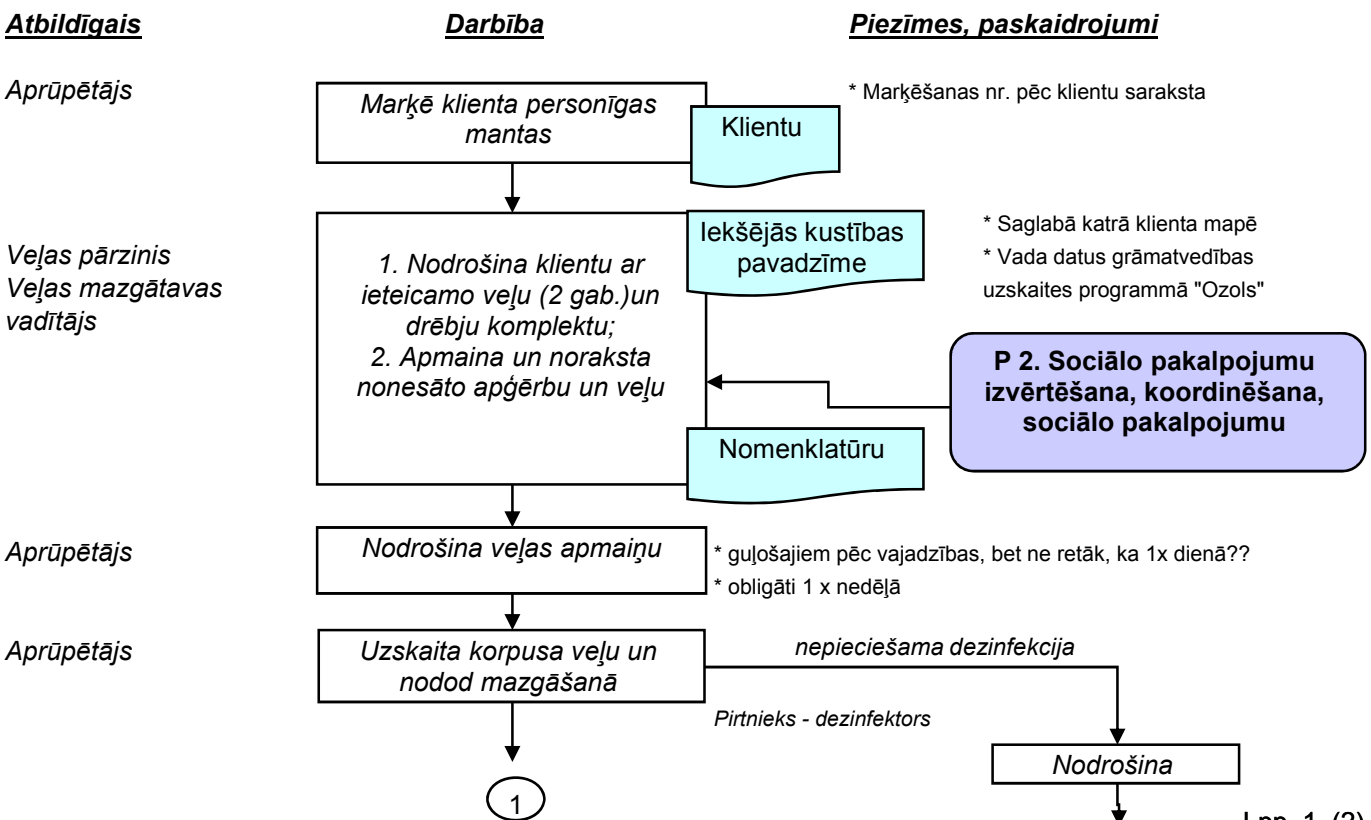 Atbildīgais
Darbība
Piezīmes, paskaidrojumi
Aprūpētājs
Marķē klienta personīgas
mantas
Klientu
* Marķēšanas nr. pēc klientu saraksta
Veļas pārzinis
Veļas mazgātavas
vadītājs
1. Nodrošina klientu ar
ieteicamo veļu (2 gab.)un
drēbju komplektu;
2. Apmaina un noraksta
nonesāto apģērbu un veļu
Iekšējās kustības
pavadzīme
* Saglabā katrā klienta mapē
* Vada datus grāmatvedības
uzskaites programmā "Ozols"
P 2. Sociālo pakalpojumu
izvērtēšana, koordinēšana,
sociālo pakalpojumu
Nomenklatūru
Aprūpētājs
Nodrošina veļas apmaiņu
* guļošajiem pēc vajadzības, bet ne retāk, ka 1x dienā??
* obligāti 1 x nedēļā
Aprūpētājs
Uzskaita korpusa veļu un
nodod mazgāšanā
nepieciešama dezinfekcija
Pirtnieks - dezinfektors
Nodrošina
1
Lpp. 1 (2)